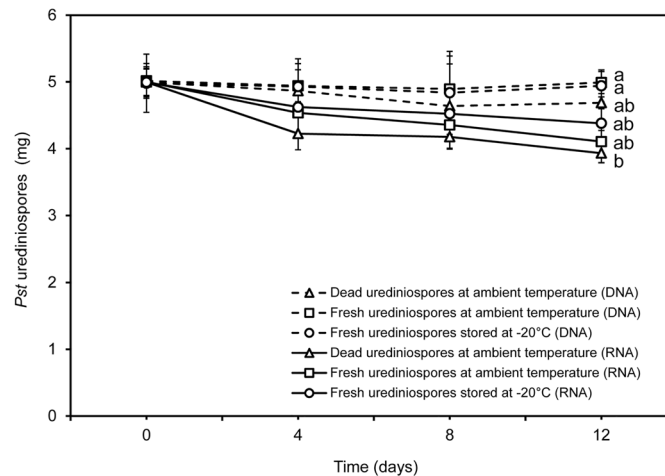 6
5
4
3
2
1
0
Pst urediniospores (mg)
a
a
ab
ab
ab
b
Dead urediniospores at ambient temperature (DNA)
Fresh urediniospores at ambient temperature (DNA)
Fresh urediniospores stored at -20°C (DNA)
Dead urediniospores at ambient temperature (RNA)
Fresh urediniospores at ambient temperature (RNA)
Fresh urediniospores stored at -20°C (RNA)
0 4 8 12
Time (days)